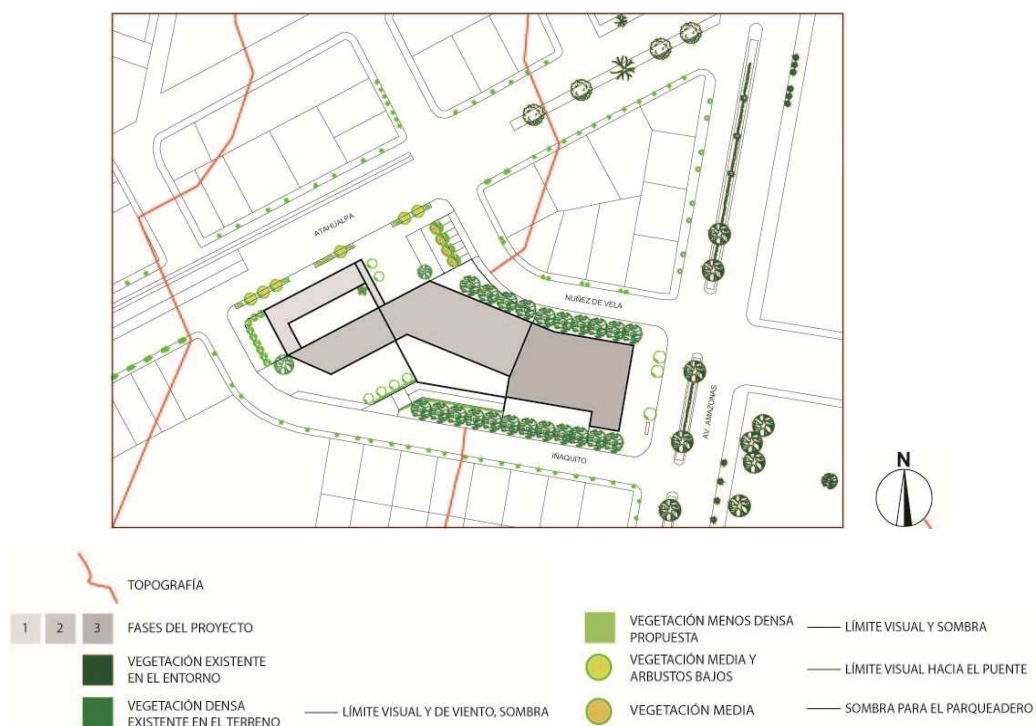 ATAHUALPA
NUÑEZ DE VELA
AV. AMAZONAS
IÑAQUITO
N
TOPOGRAFÍA
1 2 3 FASES DEL PROYECTO
VEGETACIÓN EXISTENTE
EN EL ENTORNO
VEGETACIÓN DENSA
EXISTENTE EN EL TERRENO
LÍMITE VISUAL Y DE VIENTO, SOMBRA
VEGETACIÓN MENOS DENSA
PROPUESTA
LÍMITE VISUAL Y SOMBRA
VEGETACIÓN MEDIA Y
ARBUSTOS BAJOS
LÍMITE VISUAL HACIA EL PUENTE
VEGETACIÓN MEDIA
SOMBRA PARA EL PARQUEADERO